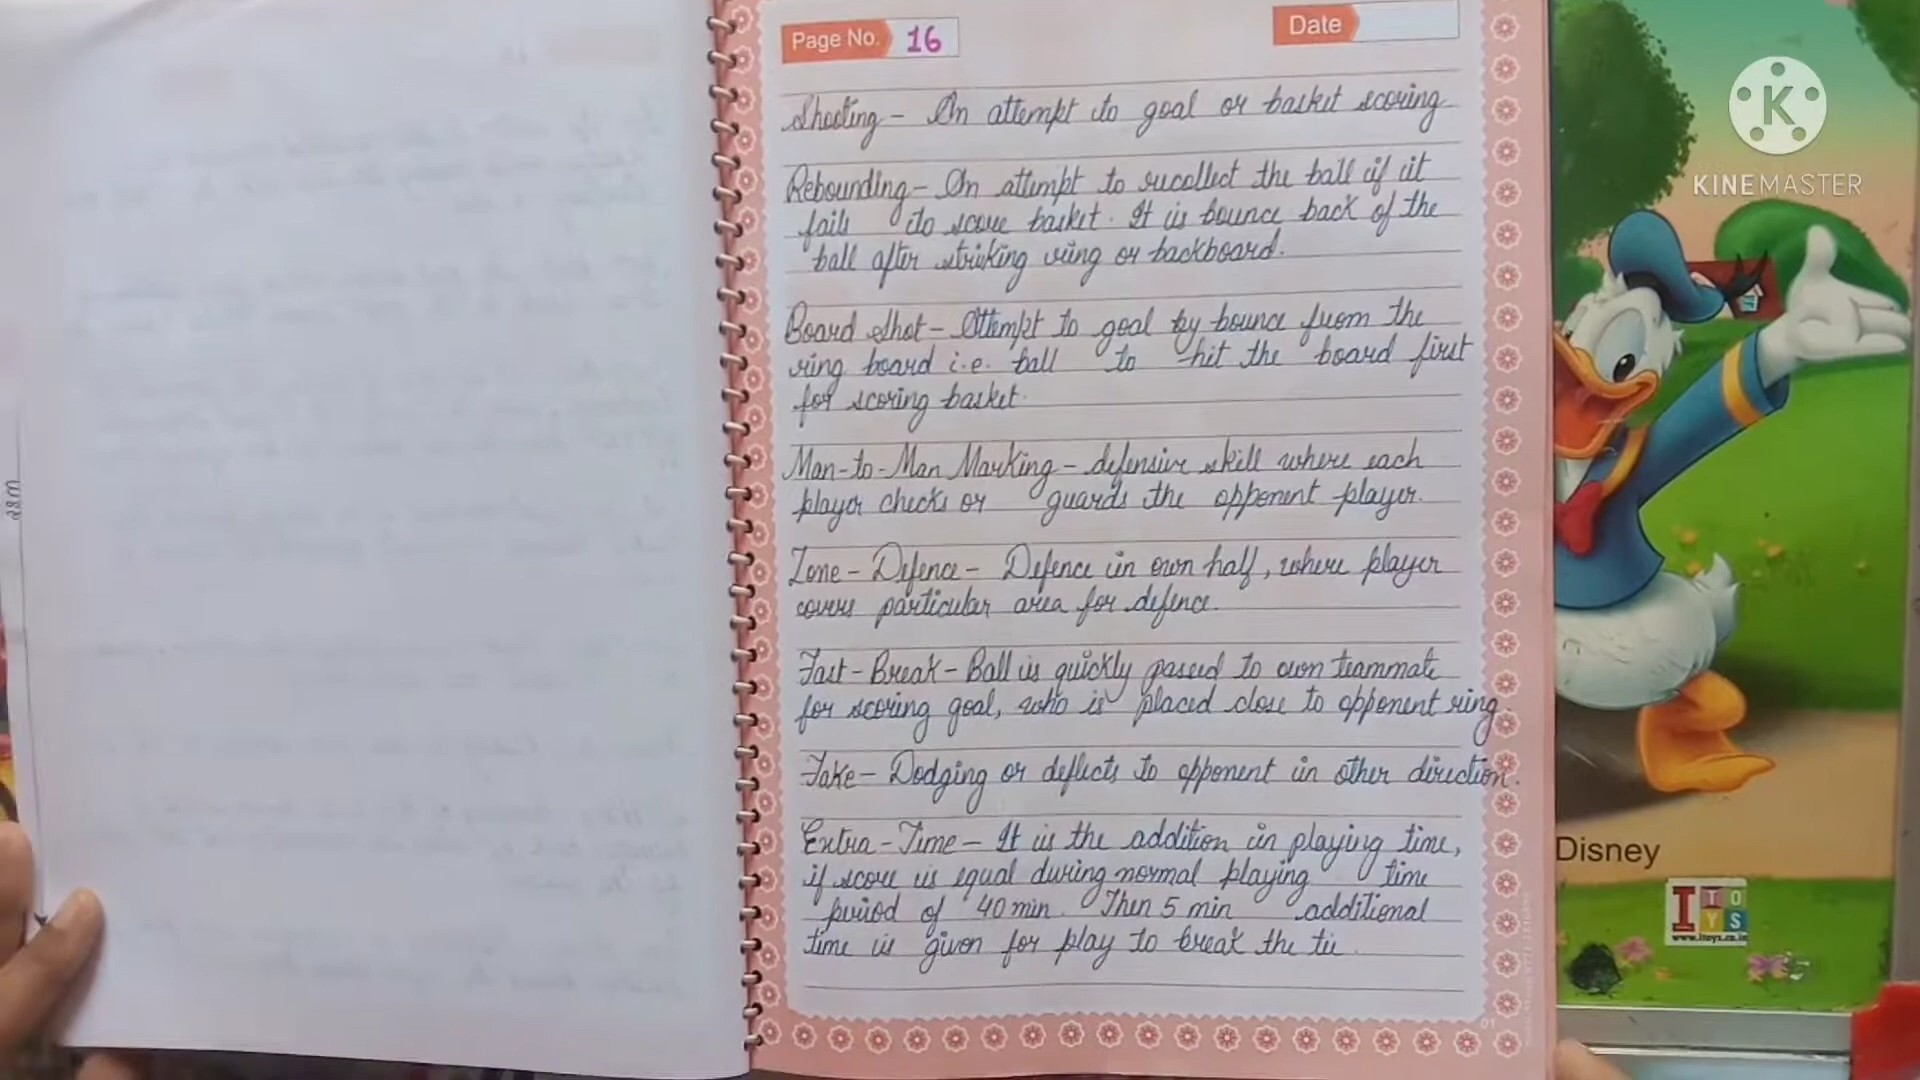 Page No. 16
Date
Shooting - An attempt to goal or basket scoring
Rebounding - An attempt to recollect the ball if it
fails to score basket. It is bounce back of the
ball after striking ring or backboard.
Board Shot - Attempt to goal by bounce from the
ring board i.e. ball to hit the board first
for scoring basket.
Man-to-Man Marking - defensive skill where each
player checks or guards the opponent player.
Zone - Defence - Defence in own half, where player
covers particular area for defence.
Fast - Break - Ball is quickly passed to own teammate
for scoring goal, who is placed close to opponent ring.
Fake - Dodging or deflects to opponent in other direction.
Extra - Time - It is the addition in playing time,
if score is equal during normal playing time
period of 40 min. Then 5 min additional
time is given for play to break the tie.
K
KINEMASTER
Disney
ITOYS
www.itoys.co.in